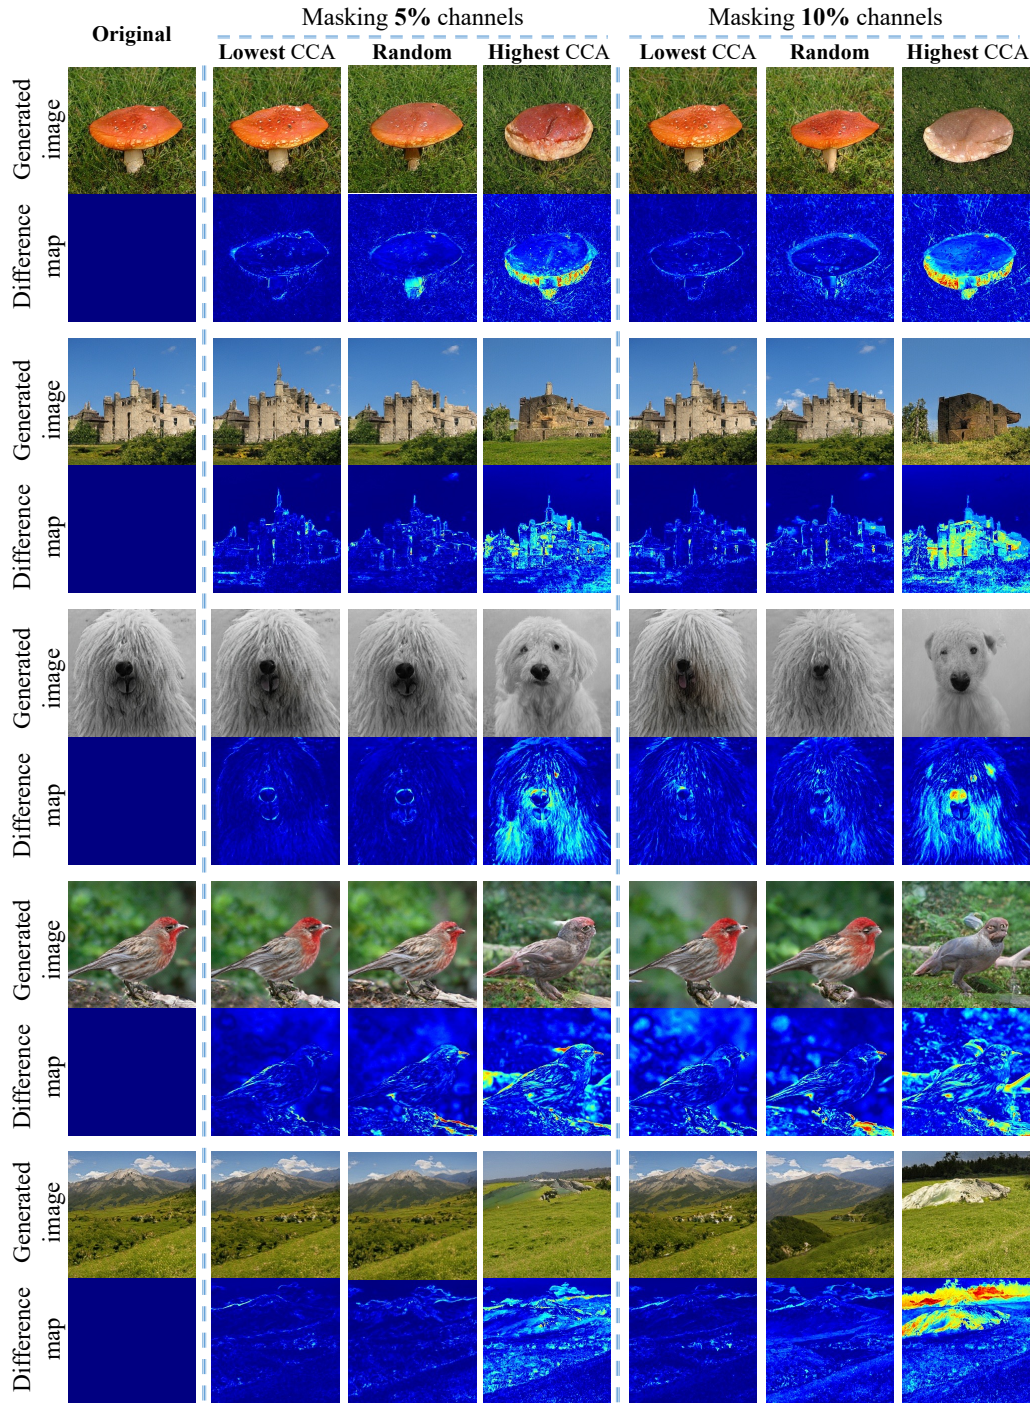 Masking 5% channels
Masking 10% channels
Original
Lowest CCA
Random
Highest CCA
Lowest CCA
Random
Highest CCA
Generated
image
Difference
map
Generated
image
Difference
map
Generated
image
Difference
map
Generated
image
Difference
map
Generated
image
Difference
map